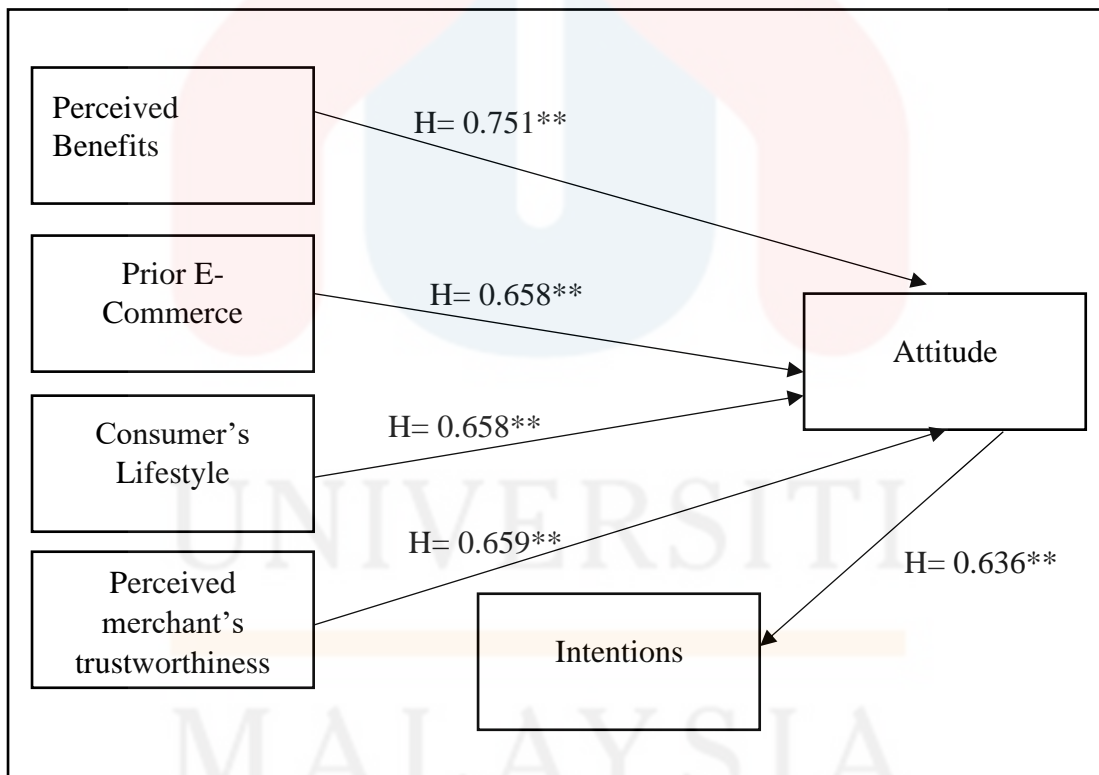 Perceived
Benefits
H= 0.751**
Prior E-
Commerce
H= 0.658**
Attitude
Consumer’s
Lifestyle
H= 0.658**
Perceived
merchant’s
trustworthiness
H= 0.659**
H= 0.636**
Intentions
UNIVERSITI
MALAYSIA